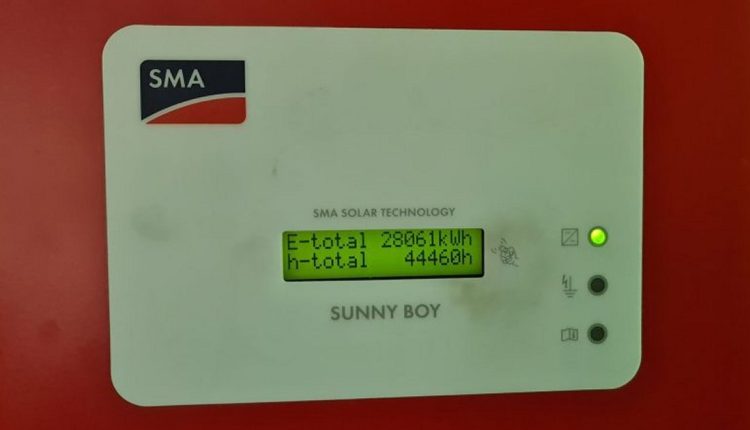 SMA
SMA SOLAR TECHNOLOGY
E-total 28061kWh
h-total 44460h
SUNNY BOY